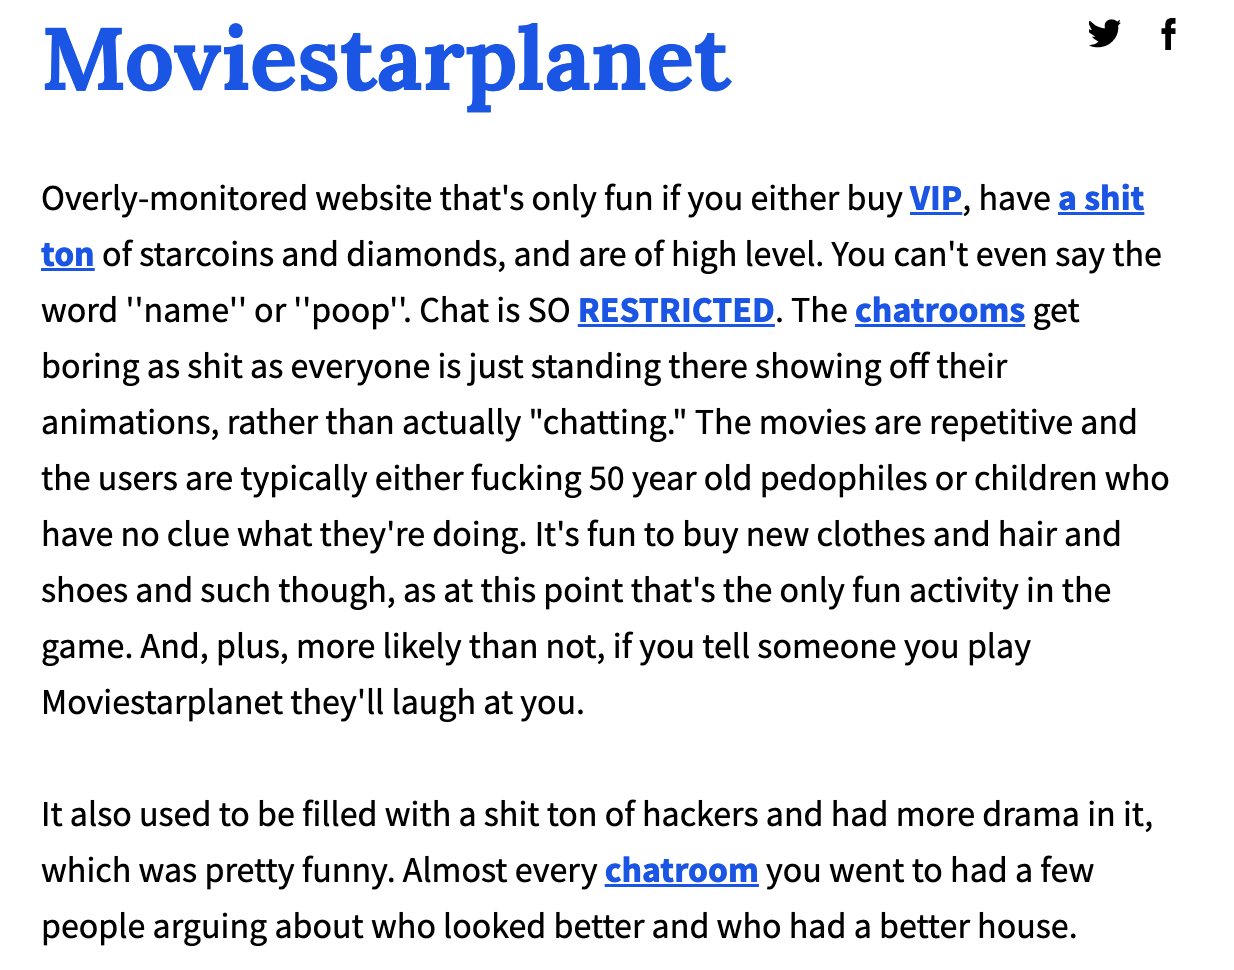 Moviestarplanet
Overly-monitored website that's only fun if you either buy VIP, have a shit
ton of starcoins and diamonds, and are of high level. You can't even say the
word ''name'' or ''poop''. Chat is SO RESTRICTED. The chatrooms get
boring as shit as everyone is just standing there showing off their
animations, rather than actually "chatting." The movies are repetitive and
the users are typically either fucking 50 year old pedophiles or children who
have no clue what they're doing. It's fun to buy new clothes and hair and
shoes and such though, as at this point that's the only fun activity in the
game. And, plus, more likely than not, if you tell someone you play
Moviestarplanet they'll laugh at you.
It also used to be filled with a shit ton of hackers and had more drama in it,
which was pretty funny. Almost every chatroom you went to had a few
people arguing about who looked better and who had a better house.